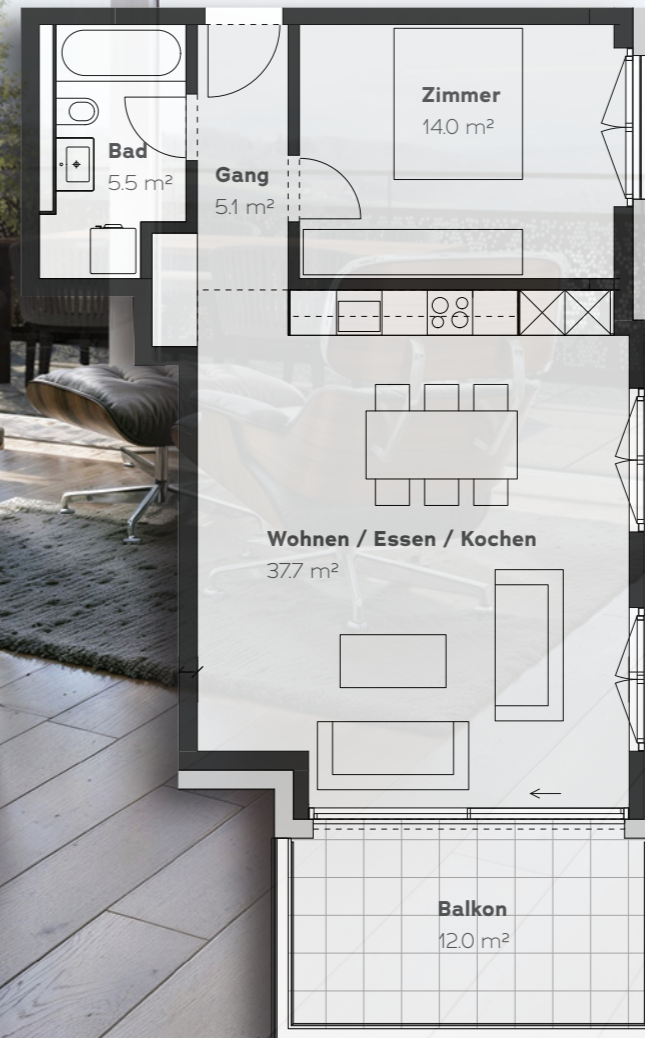 Zimmer
14.0 m²
Bad
5.5 m²
Gang
5.1 m²
Wohnen / Essen / Kochen
37.7 m²
Balkon
12.0 m²